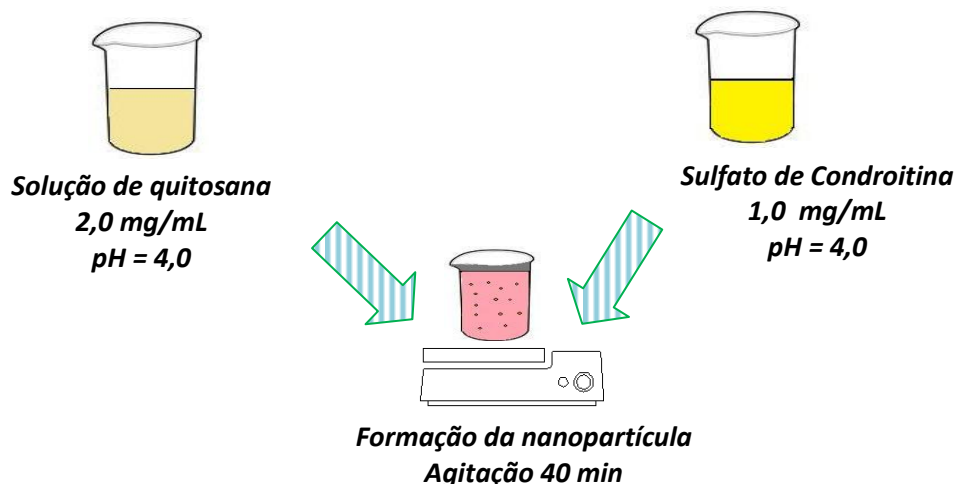 Solução de quitosana
2,0 mg/mL
pH = 4,0
Sulfato de Condroitina
1,0 mg/mL
pH = 4,0
Formação da nanopartícula
Agitação 40 min